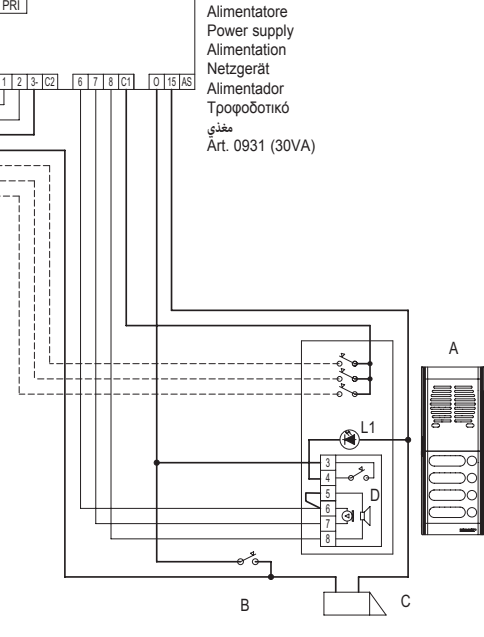 PRI
Alimentatore
Power supply
Alimentation
Netzgerät
Alimentador
Τροφοδοτικό
مغذي
Art. 0931 (30VA)
1 2 3- C2 6 7 8 C1 O 15 AS
A
L1
3
4
5
D
6
7
8
B
C